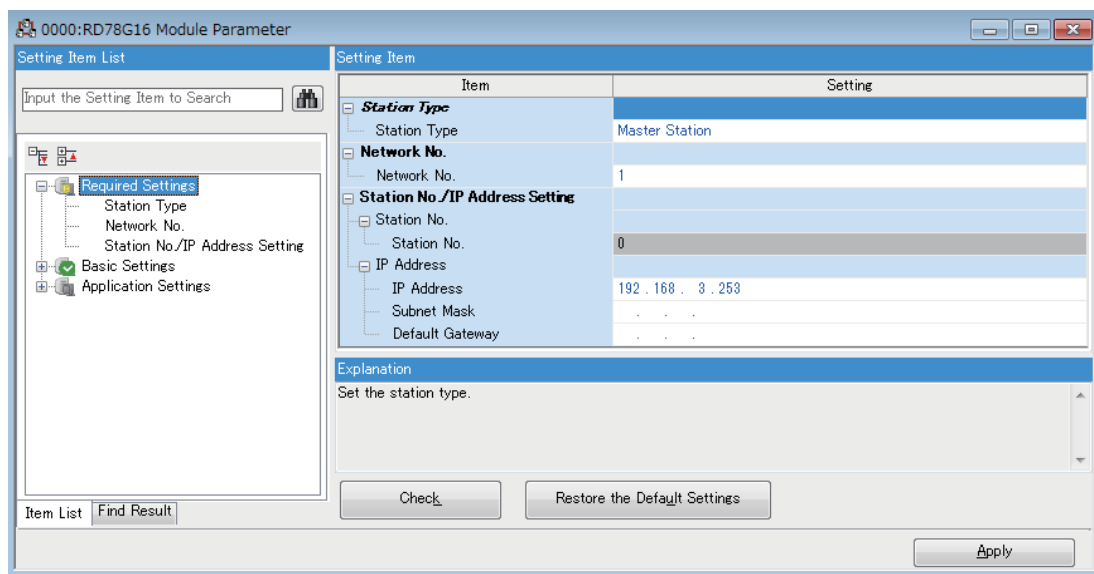 0000:RD78G16 Module Parameter
Setting Item List
Input the Setting Item to Search
Required Settings
Station Type
Network No.
Station No./IP Address Setting
Basic Settings
Application Settings
Item List Find Result
Setting Item
Item Setting
Station Type
Station Type Master Station
Network No.
Network No. 1
Station No./IP Address Setting
Station No.
Station No. 0
IP Address
IP Address 192 . 168 . 3 . 253
Subnet Mask . . .
Default Gateway . . .
Explanation
Set the station type.
Check Restore the Default Settings
Apply